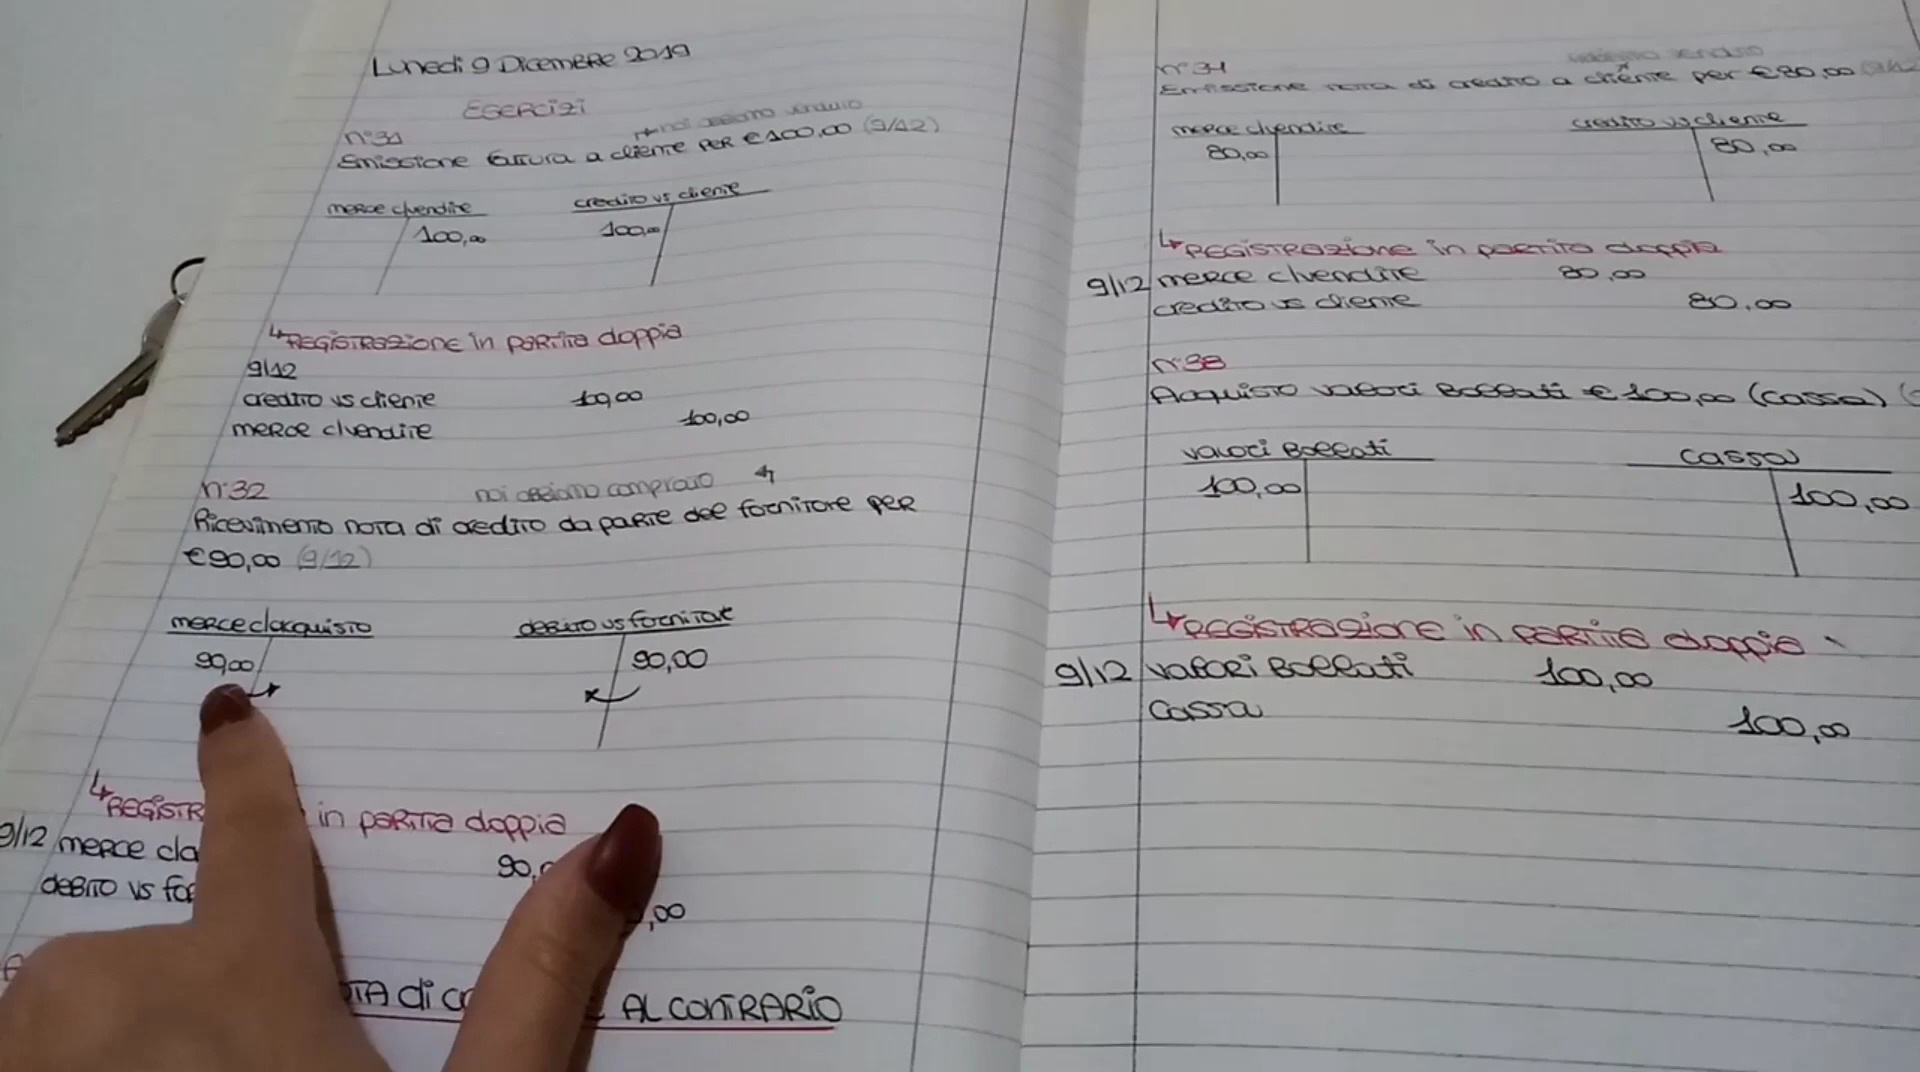 Lunedì 9 Dicembre 2019
Esercizi
n°31
noi abbiamo venduto
Emissione fattura a cliente per €100,00 (9/12)
merce c/vendite credito vs cliente
100,00 100,00
Registrazione in partita doppia
9/12
credito vs cliente 100,00
merce c/vendite 100,00
n°32
noi abbiamo comprato
Ricevimento nota di credito da parte del fornitore per
€90,00 (9/12)
merce c/acquisto debito vs fornitore
90,00 90,00
in partita doppia
9/12 merce c/a
debito vs for
,00
AL CONTRARIO
n°34
abbiamo venduto
Emissione nota di credito a cliente per €80,00
merce c/vendite credito vs cliente
80,00 80,00
Registrazione in partita doppia
9/12 merce c/vendite 80,00
credito vs cliente 80,00
n°38
Acquisto valori bollati €100,00 (cassa)
valori bollati cassa
100,00 100,00
Registrazione in partita doppia
9/12 valori bollati 100,00
Cassa 100,00